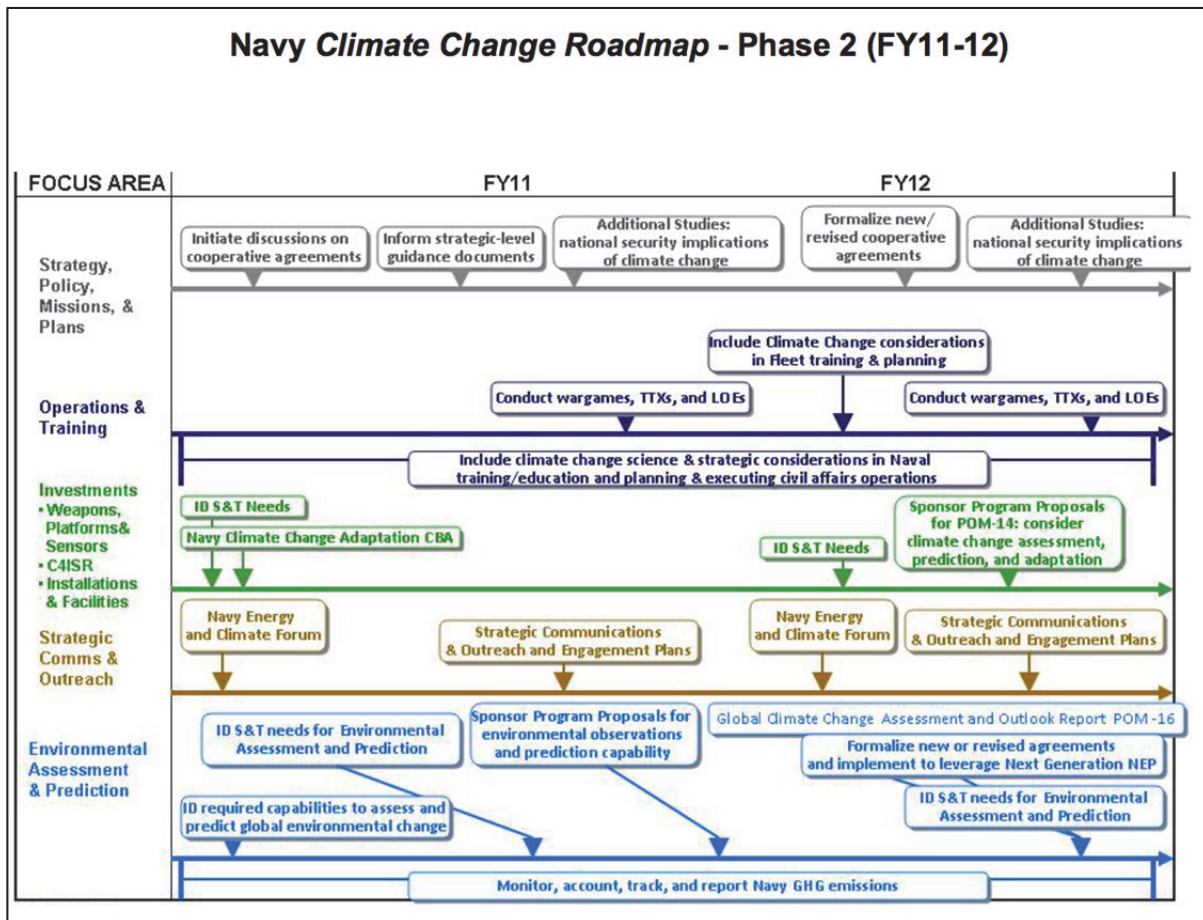 Navy Climate Change Roadmap - Phase 2 (FY11-12)
FOCUS AREA
FY11
FY12
Strategy,
Policy,
Missions, &
Plans
Initiate discussions on
cooperative agreements
Inform strategic-level
guidance documents
Additional Studies:
national security implications
of climate change
Formalize new/
revised cooperative
agreements
Additional Studies:
national security implications
of climate change
Operations &
Training
Include Climate Change considerations
in Fleet training & planning
Conduct wargames, TTXs, and LOEs
Conduct wargames, TTXs, and LOEs
Include climate change science & strategic considerations in Naval
training/education and planning & executing civil affairs operations
Investments
• Weapons,
Platforms&
Sensors
• C4ISR
• Installations
& Facilities
ID S&T Needs
Navy Climate Change Adaptation CBA
ID S&T Needs
Sponsor Program Proposals
for POM-14: consider
climate change assessment,
prediction, and adaptation
Strategic
Comms &
Outreach
Navy Energy
and Climate Forum
Strategic Communications
& Outreach and Engagement Plans
Navy Energy
and Climate Forum
Strategic Communications
& Outreach and Engagement Plans
Environmental
Assessment
& Prediction
ID S&T needs for Environmental
Assessment and Prediction
Sponsor Program Proposals for
environmental observations
and prediction capability
Global Climate Change Assessment and Outlook Report POM -16
Formalize new or revised agreements
and implement to leverage Next Generation NEP
ID S&T needs for Environmental
Assessment and Prediction
ID required capabilities to assess and
predict global environmental change
Monitor, account, track, and report Navy GHG emissions